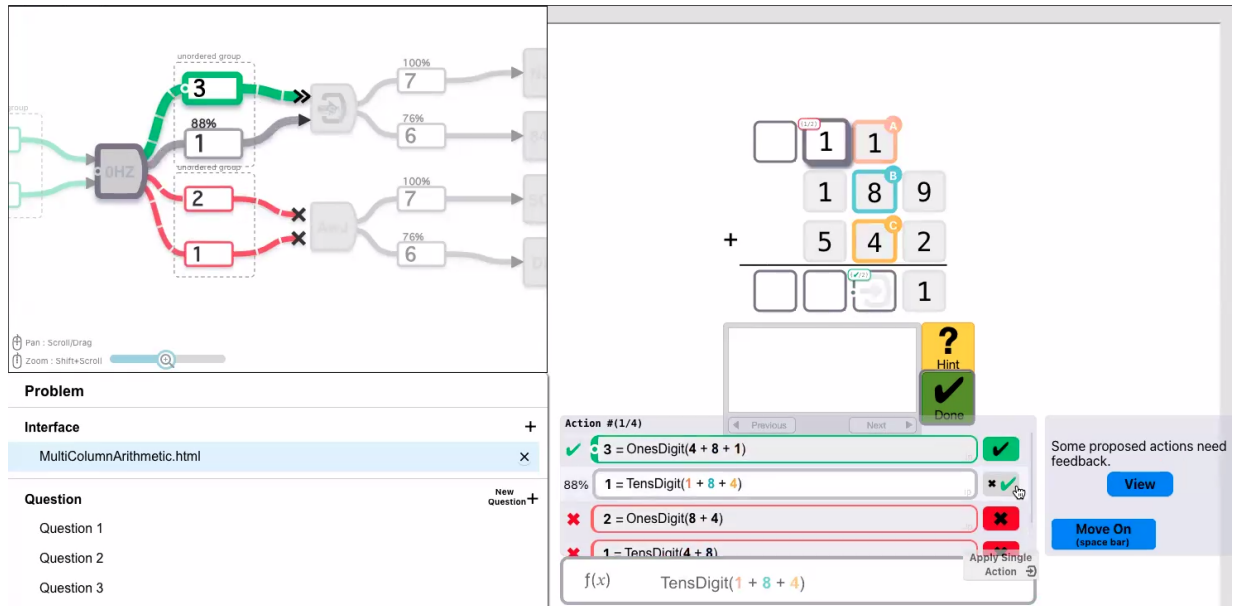 unordered group
3
88%
1
unordered group
2
1
0HZ
100%
7
76%
6
100%
7
76%
6
Pan : Scroll/Drag
Zoom : Shift+Scroll
Problem
Interface
+
MultiColumnArithmetic.html
×
Question
New
Question+
Question 1
Question 2
Question 3
(1/2)
1 1
A
B
1 8 9
C
+ 5 4 2
(✓/2)
1
?
Hint
✔
Done
Previous
Next
Action #(1/4)
✓ 3 = OnesDigit(4 + 8 + 1) ✔
88% 1 = TensDigit(1 + 8 + 4) ✖ ✔
✖ 2 = OnesDigit(8 + 4) ✖
✖ 1 = TensDigit(4 + 8)
Apply Single
Action
f(x) TensDigit(1 + 8 + 4)
Some proposed actions need
feedback.
View
Move On
(space bar)